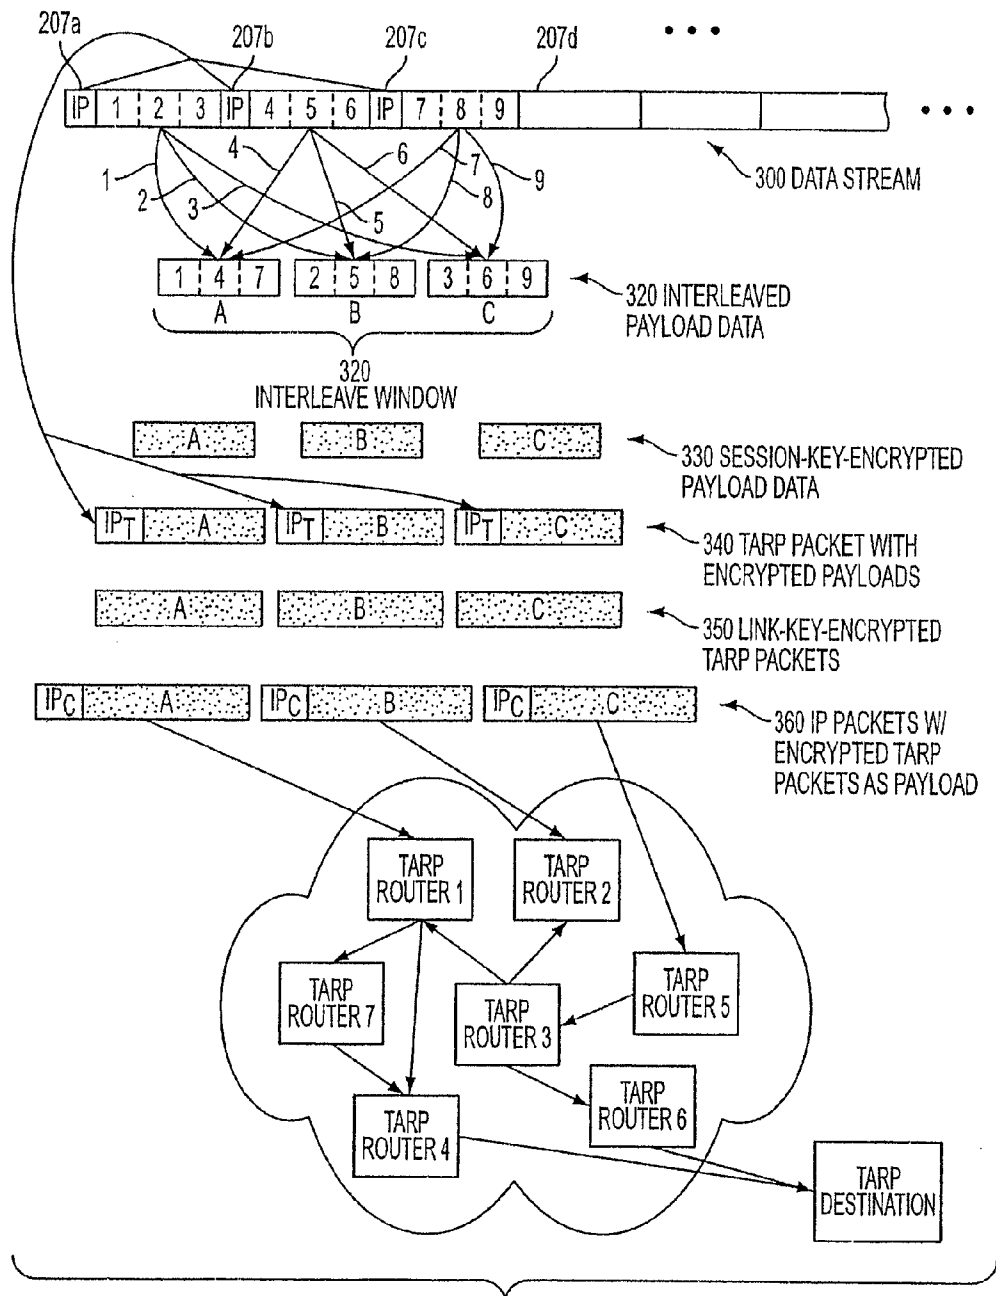 207a
207b
207c
207d
IP 1 2 3 IP 4 5 6 IP 7 8 9
300 DATA STREAM
1 2 3 4 5 6 7 8 9
1 4 7
2 5 8
3 6 9
A
B
C
320 INTERLEAVED
PAYLOAD DATA
320
INTERLEAVE WINDOW
A
B
C
330 SESSION-KEY-ENCRYPTED
PAYLOAD DATA
IPT A
IPT B
IPT C
340 TARP PACKET WITH
ENCRYPTED PAYLOADS
A
B
C
350 LINK-KEY-ENCRYPTED
TARP PACKETS
IPC A
IPC B
IPC C
360 IP PACKETS W/
ENCRYPTED TARP
PACKETS AS PAYLOAD
TARP
ROUTER 1
TARP
ROUTER 2
TARP
ROUTER 7
TARP
ROUTER 3
TARP
ROUTER 5
TARP
ROUTER 4
TARP
ROUTER 6
TARP
DESTINATION